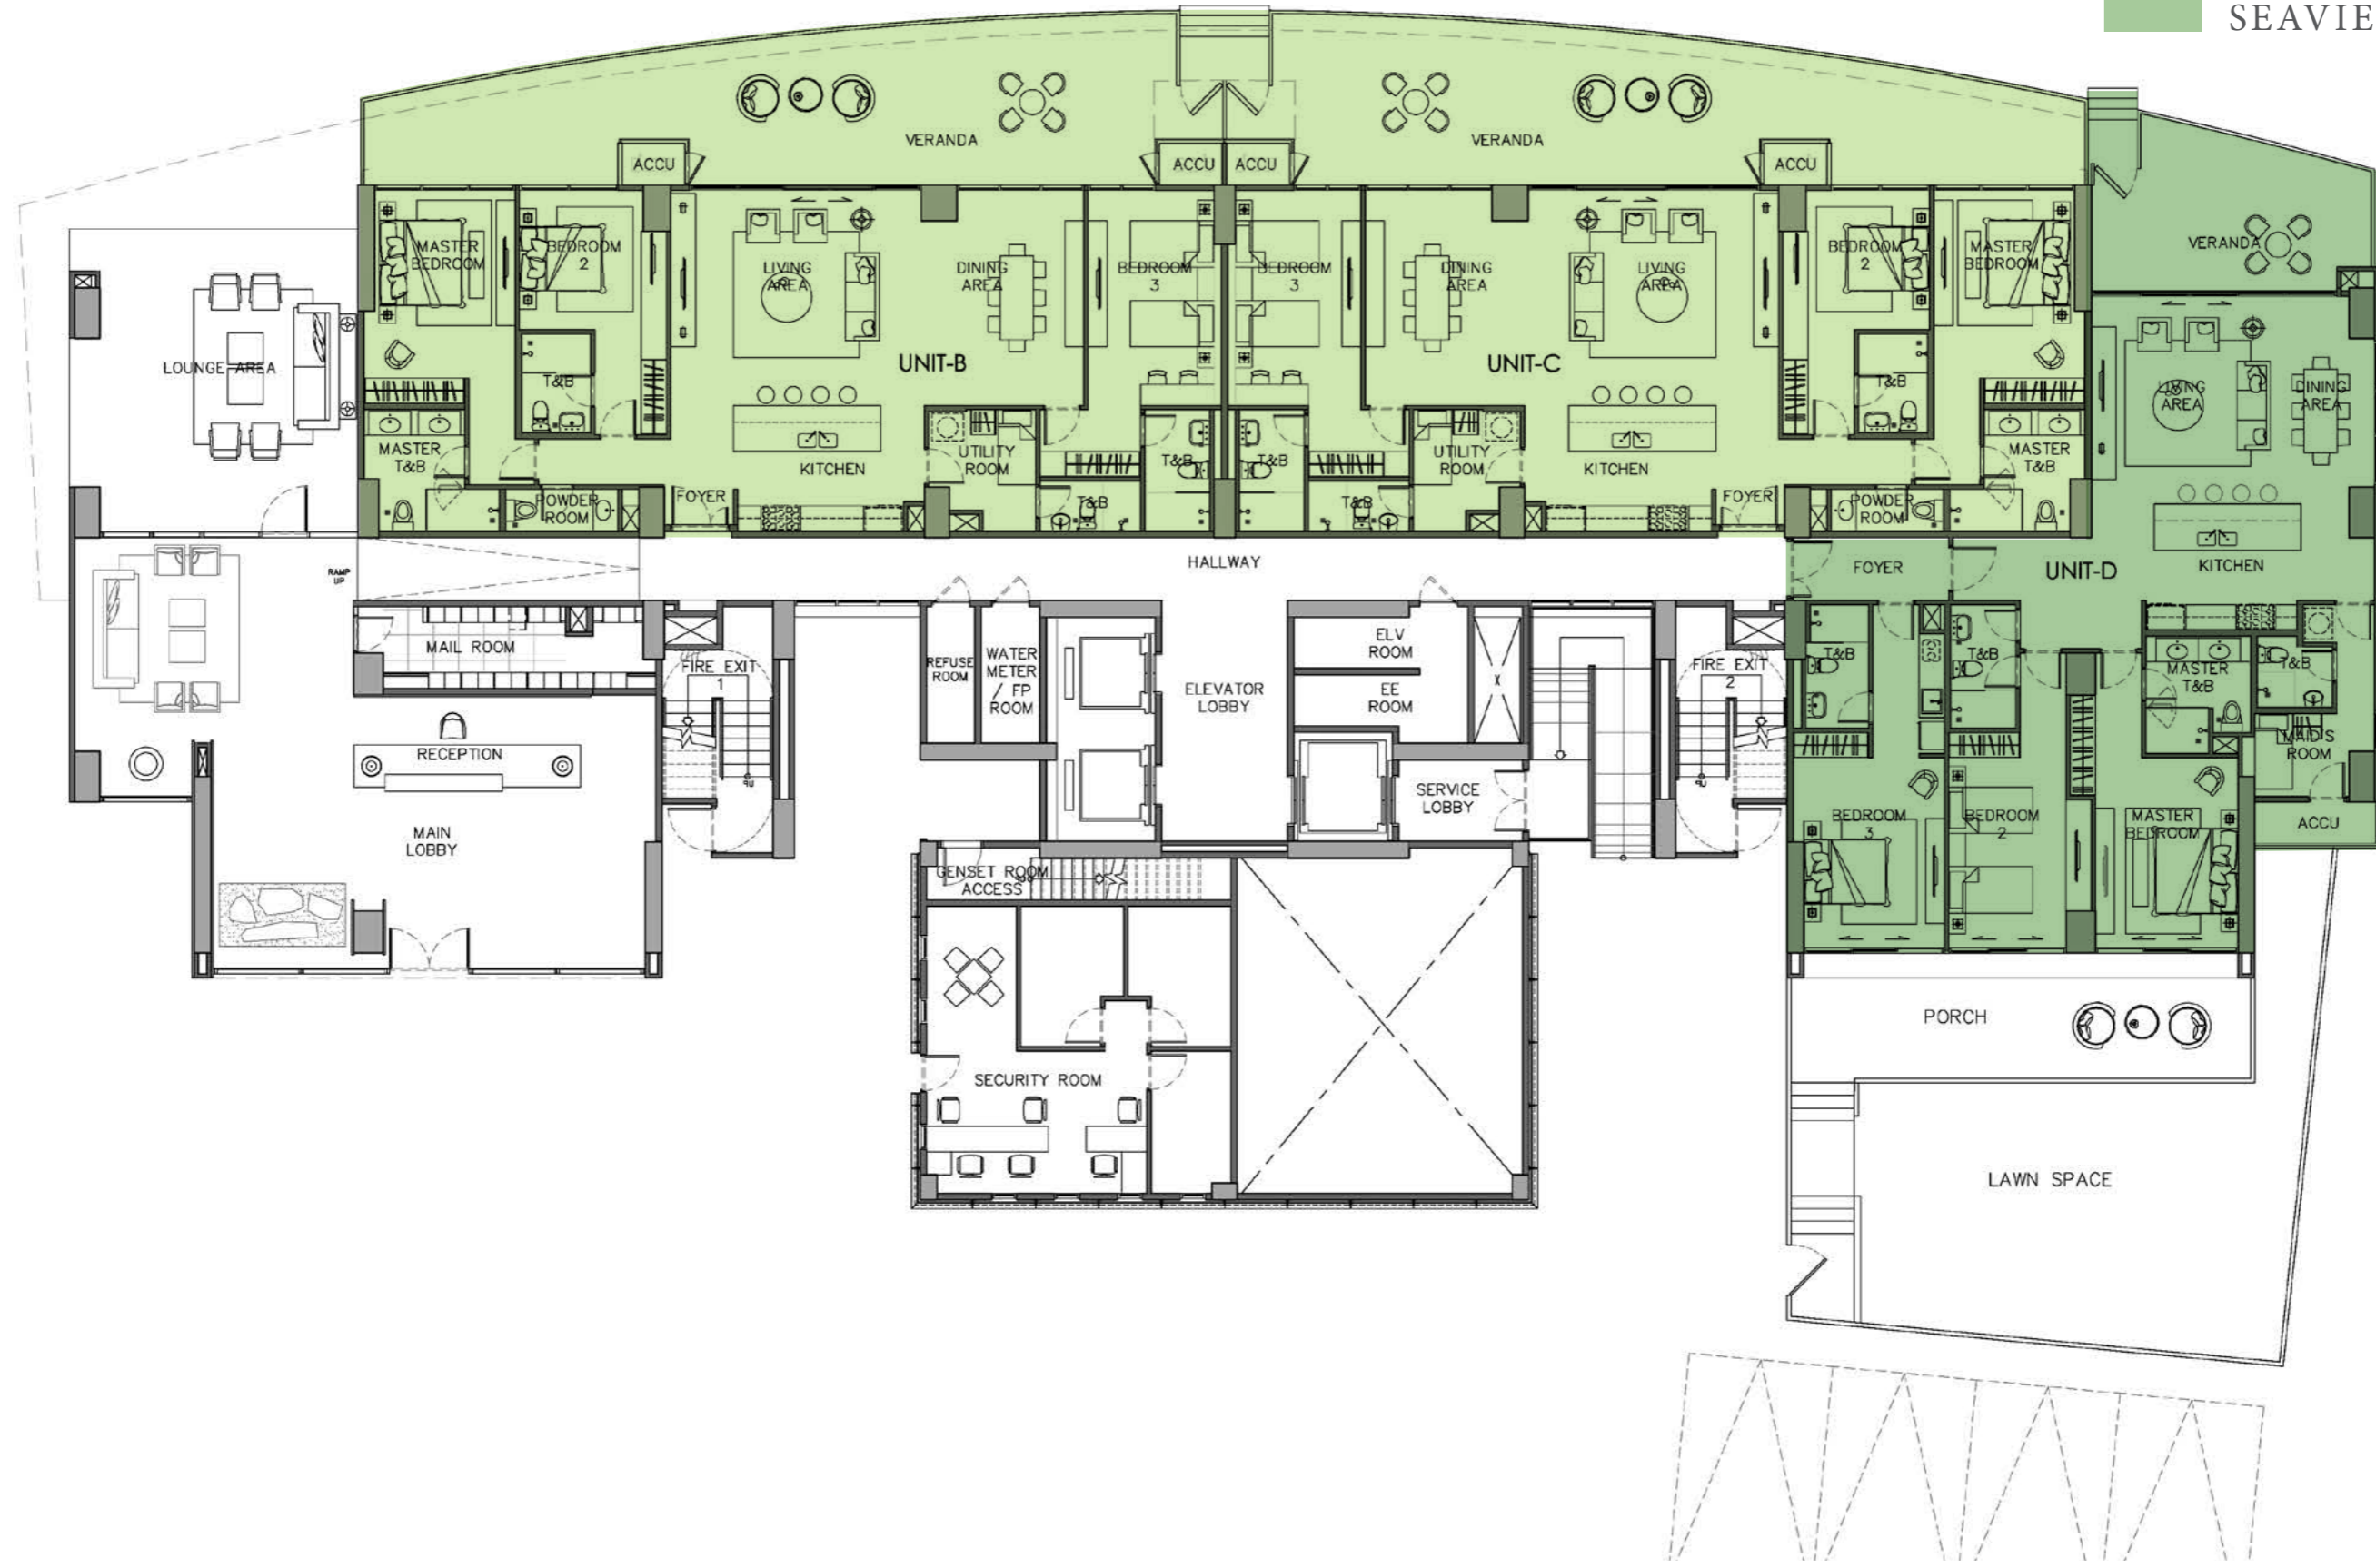 SEAVIE
VERANDA
VERANDA
ACCU
ACCU
ACCU
ACCU
MASTER
BEDROOM
BEDROOM
2
LIVING
AREA
DINING
AREA
BEDROOM
3
BEDROOM
3
DINING
AREA
LIVING
AREA
BEDROOM
2
MASTER
BEDROOM
VERANDA
LOUNGE AREA
UNIT-B
UNIT-C
T&B
T&B
LIVING
AREA
DINING
AREA
MASTER
T&B
KITCHEN
UTILITY
ROOM
T&B
T&B
UTILITY
ROOM
KITCHEN
MASTER
T&B
POWDER
ROOM
FOYER
T&B
T&B
FOYER
POWDER
ROOM
RAMP
UP
HALLWAY
FOYER
UNIT-D
KITCHEN
MAIL ROOM
FIRE EXIT
1
REFUSE
ROOM
WATER
METER
/ FP
ROOM
ELEVATOR
LOBBY
ELV
ROOM
EE
ROOM
X
FIRE EXIT
2
T&B
T&B
MASTER
T&B
T&B
MAID'S
ROOM
RECEPTION
SERVICE
LOBBY
MAIN
LOBBY
BEDROOM
3
BEDROOM
2
MASTER
BEDROOM
ACCU
GENSET ROOM
ACCESS
PORCH
SECURITY ROOM
LAWN SPACE